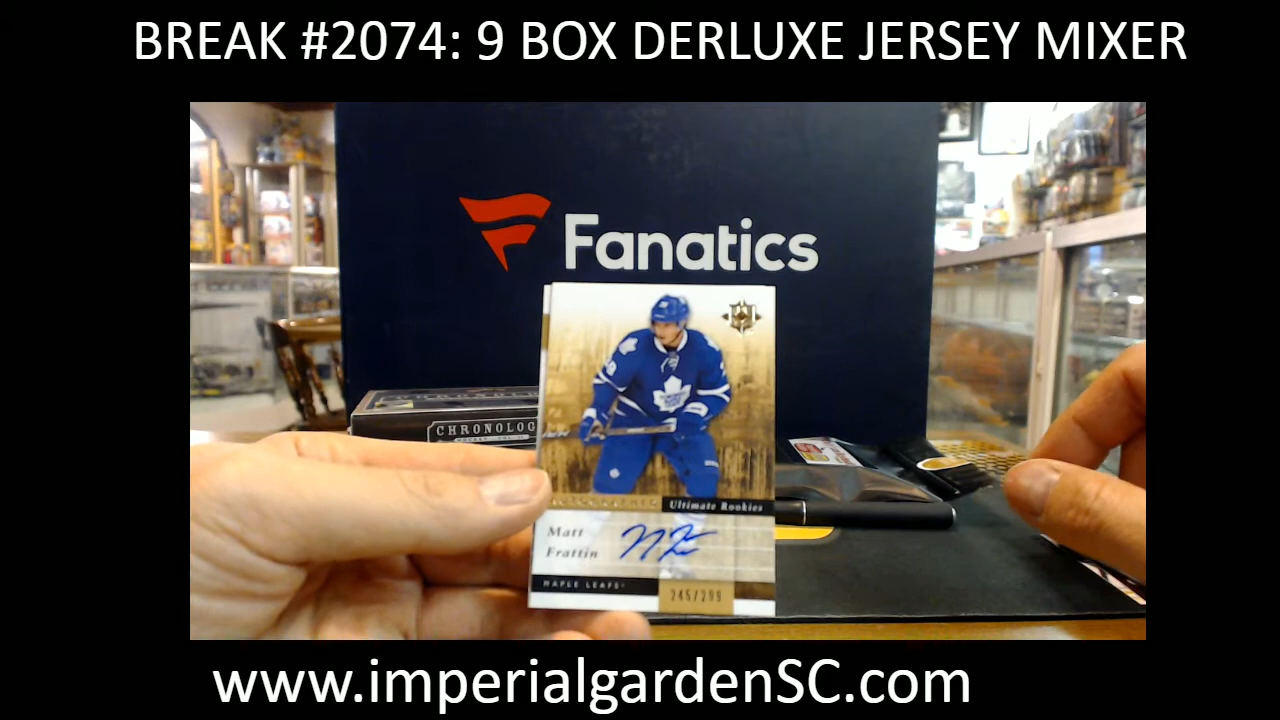 BREAK #2074: 9 BOX DERLUXE JERSEY MIXER
Fanatics
CHRONOLOG
Ultimate Rookies
Matt
Frattin
MAPLE LEAFS
245/299
www.imperialgardenSC.com